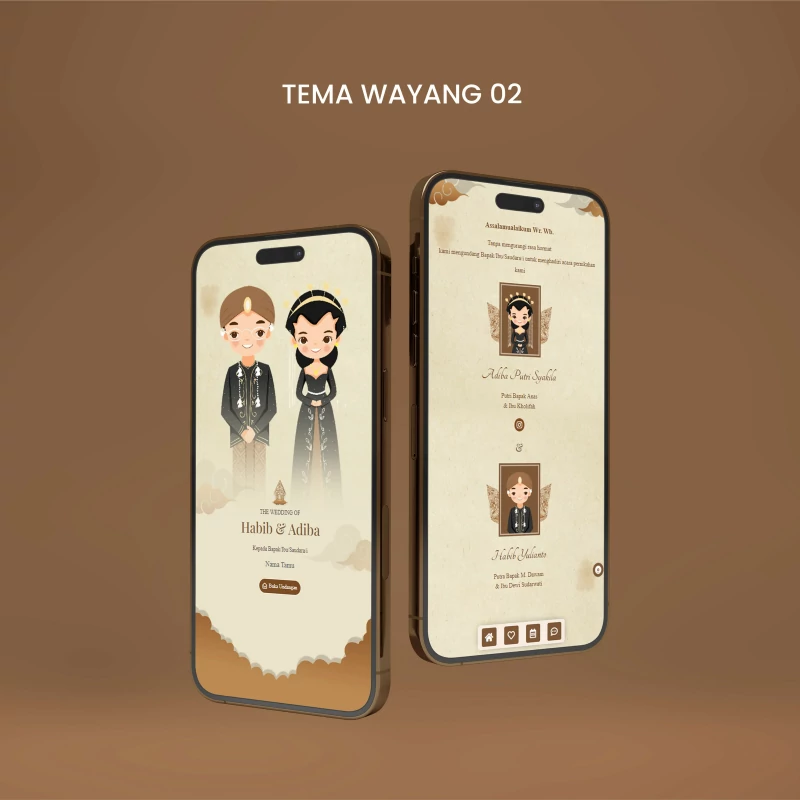 TEMA WAYANG 02
THE WEDDING OF
Habib & Adiba
Kepada Bapak/Ibu/Saudara/i
Nama Tamu
Buka Undangan
Assalamualaikum Wr. Wb.
Tanpa mengurangi rasa hormat
kami mengundang Bapak/Ibu/Saudara/i untuk menghadiri acara pernikahan
kami
Adiba Putri Syakila
Putri Bapak Anas
& Ibu Kholifah
&
Habib Yulianto
Putra Bapak M. Darwan
& Ibu Dewi Sudarwati